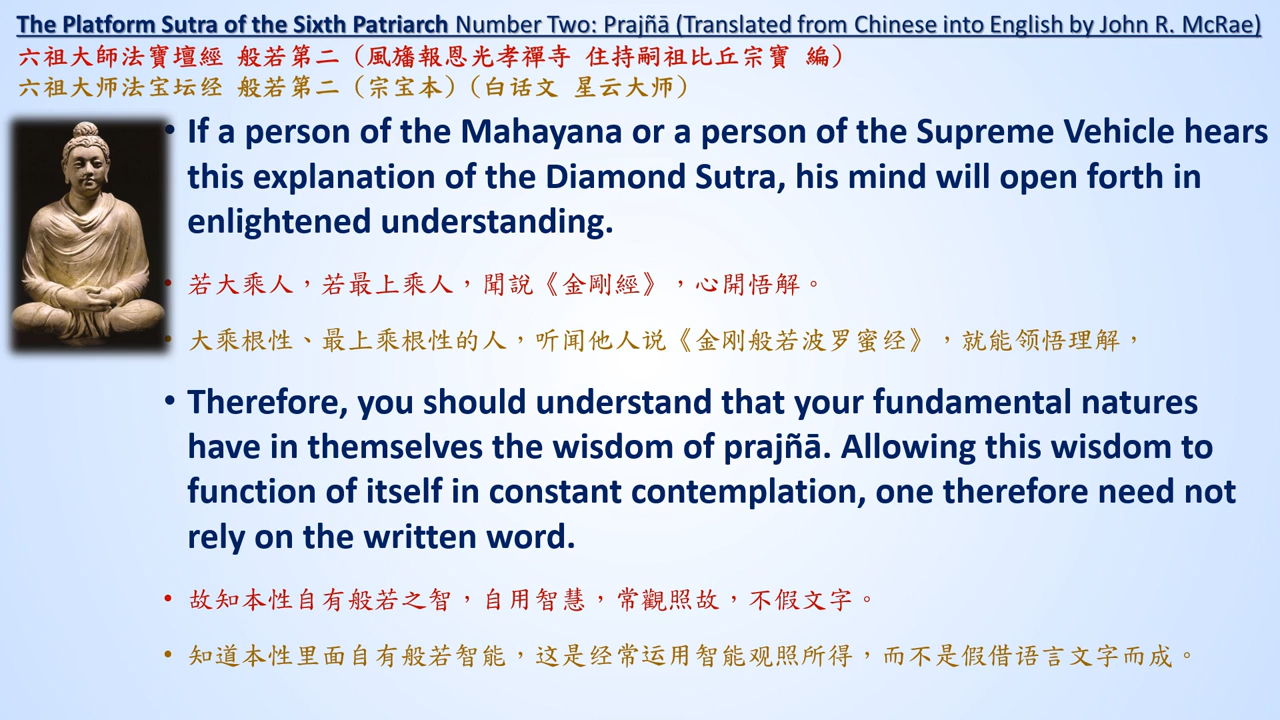 The Platform Sutra of the Sixth Patriarch Number Two: Prajñā (Translated from Chinese into English by John R. McRae)
六祖大師法寶壇經 般若第二（風旛報恩光孝禪寺 住持嗣祖比丘宗寶 編）
六祖大师法宝坛经 般若第二（宗宝本）（白话文 星云大师）
• If a person of the Mahayana or a person of the Supreme Vehicle hears
this explanation of the Diamond Sutra, his mind will open forth in
enlightened understanding.
• 若大乘人，若最上乘人，聞說《金剛經》，心開悟解。
• 大乘根性、最上乘根性的人，听闻他人说《金刚般若波罗蜜经》，就能领悟理解，
• Therefore, you should understand that your fundamental natures
have in themselves the wisdom of prajñā. Allowing this wisdom to
function of itself in constant contemplation, one therefore need not
rely on the written word.
• 故知本性自有般若之智，自用智慧，常觀照故，不假文字。
• 知道本性里面自有般若智能，这是经常运用智能观照所得，而不是假借语言文字而成。